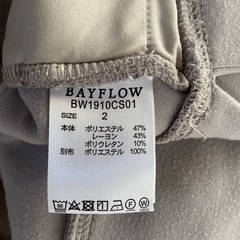 BAYFLOW
BW1910CS01
SIZE 2
本体 ポリエステル 47%
レーヨン 43%
ポリウレタン 10%
別布 ポリエステル 100%